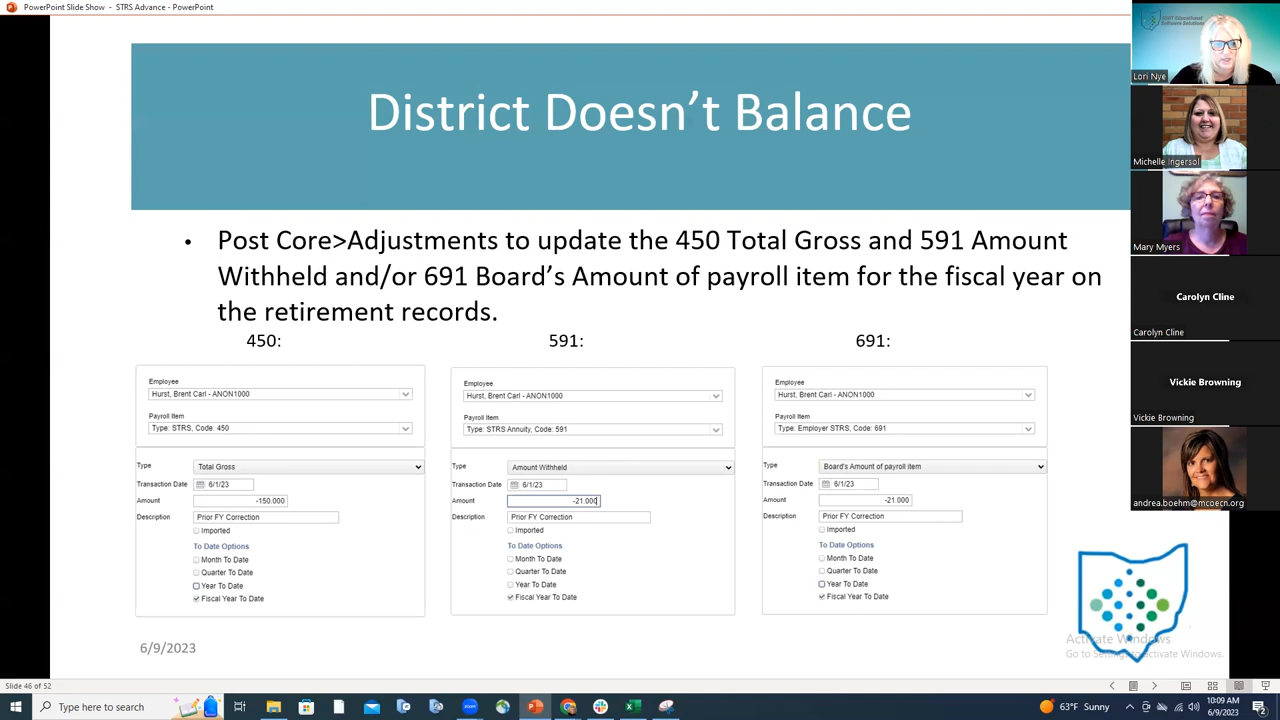 PowerPoint Slide Show - STRS Advance - PowerPoint
District Doesn't Balance
• Post Core>Adjustments to update the 450 Total Gross and 591 Amount
Withheld and/or 691 Board's Amount of payroll item for the fiscal year on
the retirement records.
450:
Employee
Hurst, Brent Carl - ANON1000
Payroll Item
Type: STRS, Code: 450
Type Total Gross
Transaction Date 6/1/23
Amount -150.000
Description Prior FY Correction
Imported
To Date Options
Month To Date
Quarter To Date
Year To Date
Fiscal Year To Date
591:
Employee
Hurst, Brent Carl - ANON1000
Payroll Item
Type: STRS Annuity, Code: 591
Type Amount Withheld
Transaction Date 6/1/23
Amount -21.000
Description Prior FY Correction
Imported
To Date Options
Month To Date
Quarter To Date
Year To Date
Fiscal Year To Date
691:
Employee
Hurst, Brent Carl - ANON1000
Payroll Item
Type: Employer STRS, Code: 691
Type Board's Amount of payroll item
Transaction Date 6/1/23
Amount -21.000
Description Prior FY Correction
Imported
To Date Options
Month To Date
Quarter To Date
Year To Date
Fiscal Year To Date
6/9/2023
Activate Windows
Go to Settings to activate Windows.
Educational
Software Solutions
Lori Nye
Michelle Ingersol
Mary Myers
Carolyn Cline
Carolyn Cline
Vickie Browning
Vickie Browning
andrea.boehm@mcoecn.org
Slide 46 of 52
Type here to search
zoom
63°F Sunny
10:09 AM
6/9/2023
2